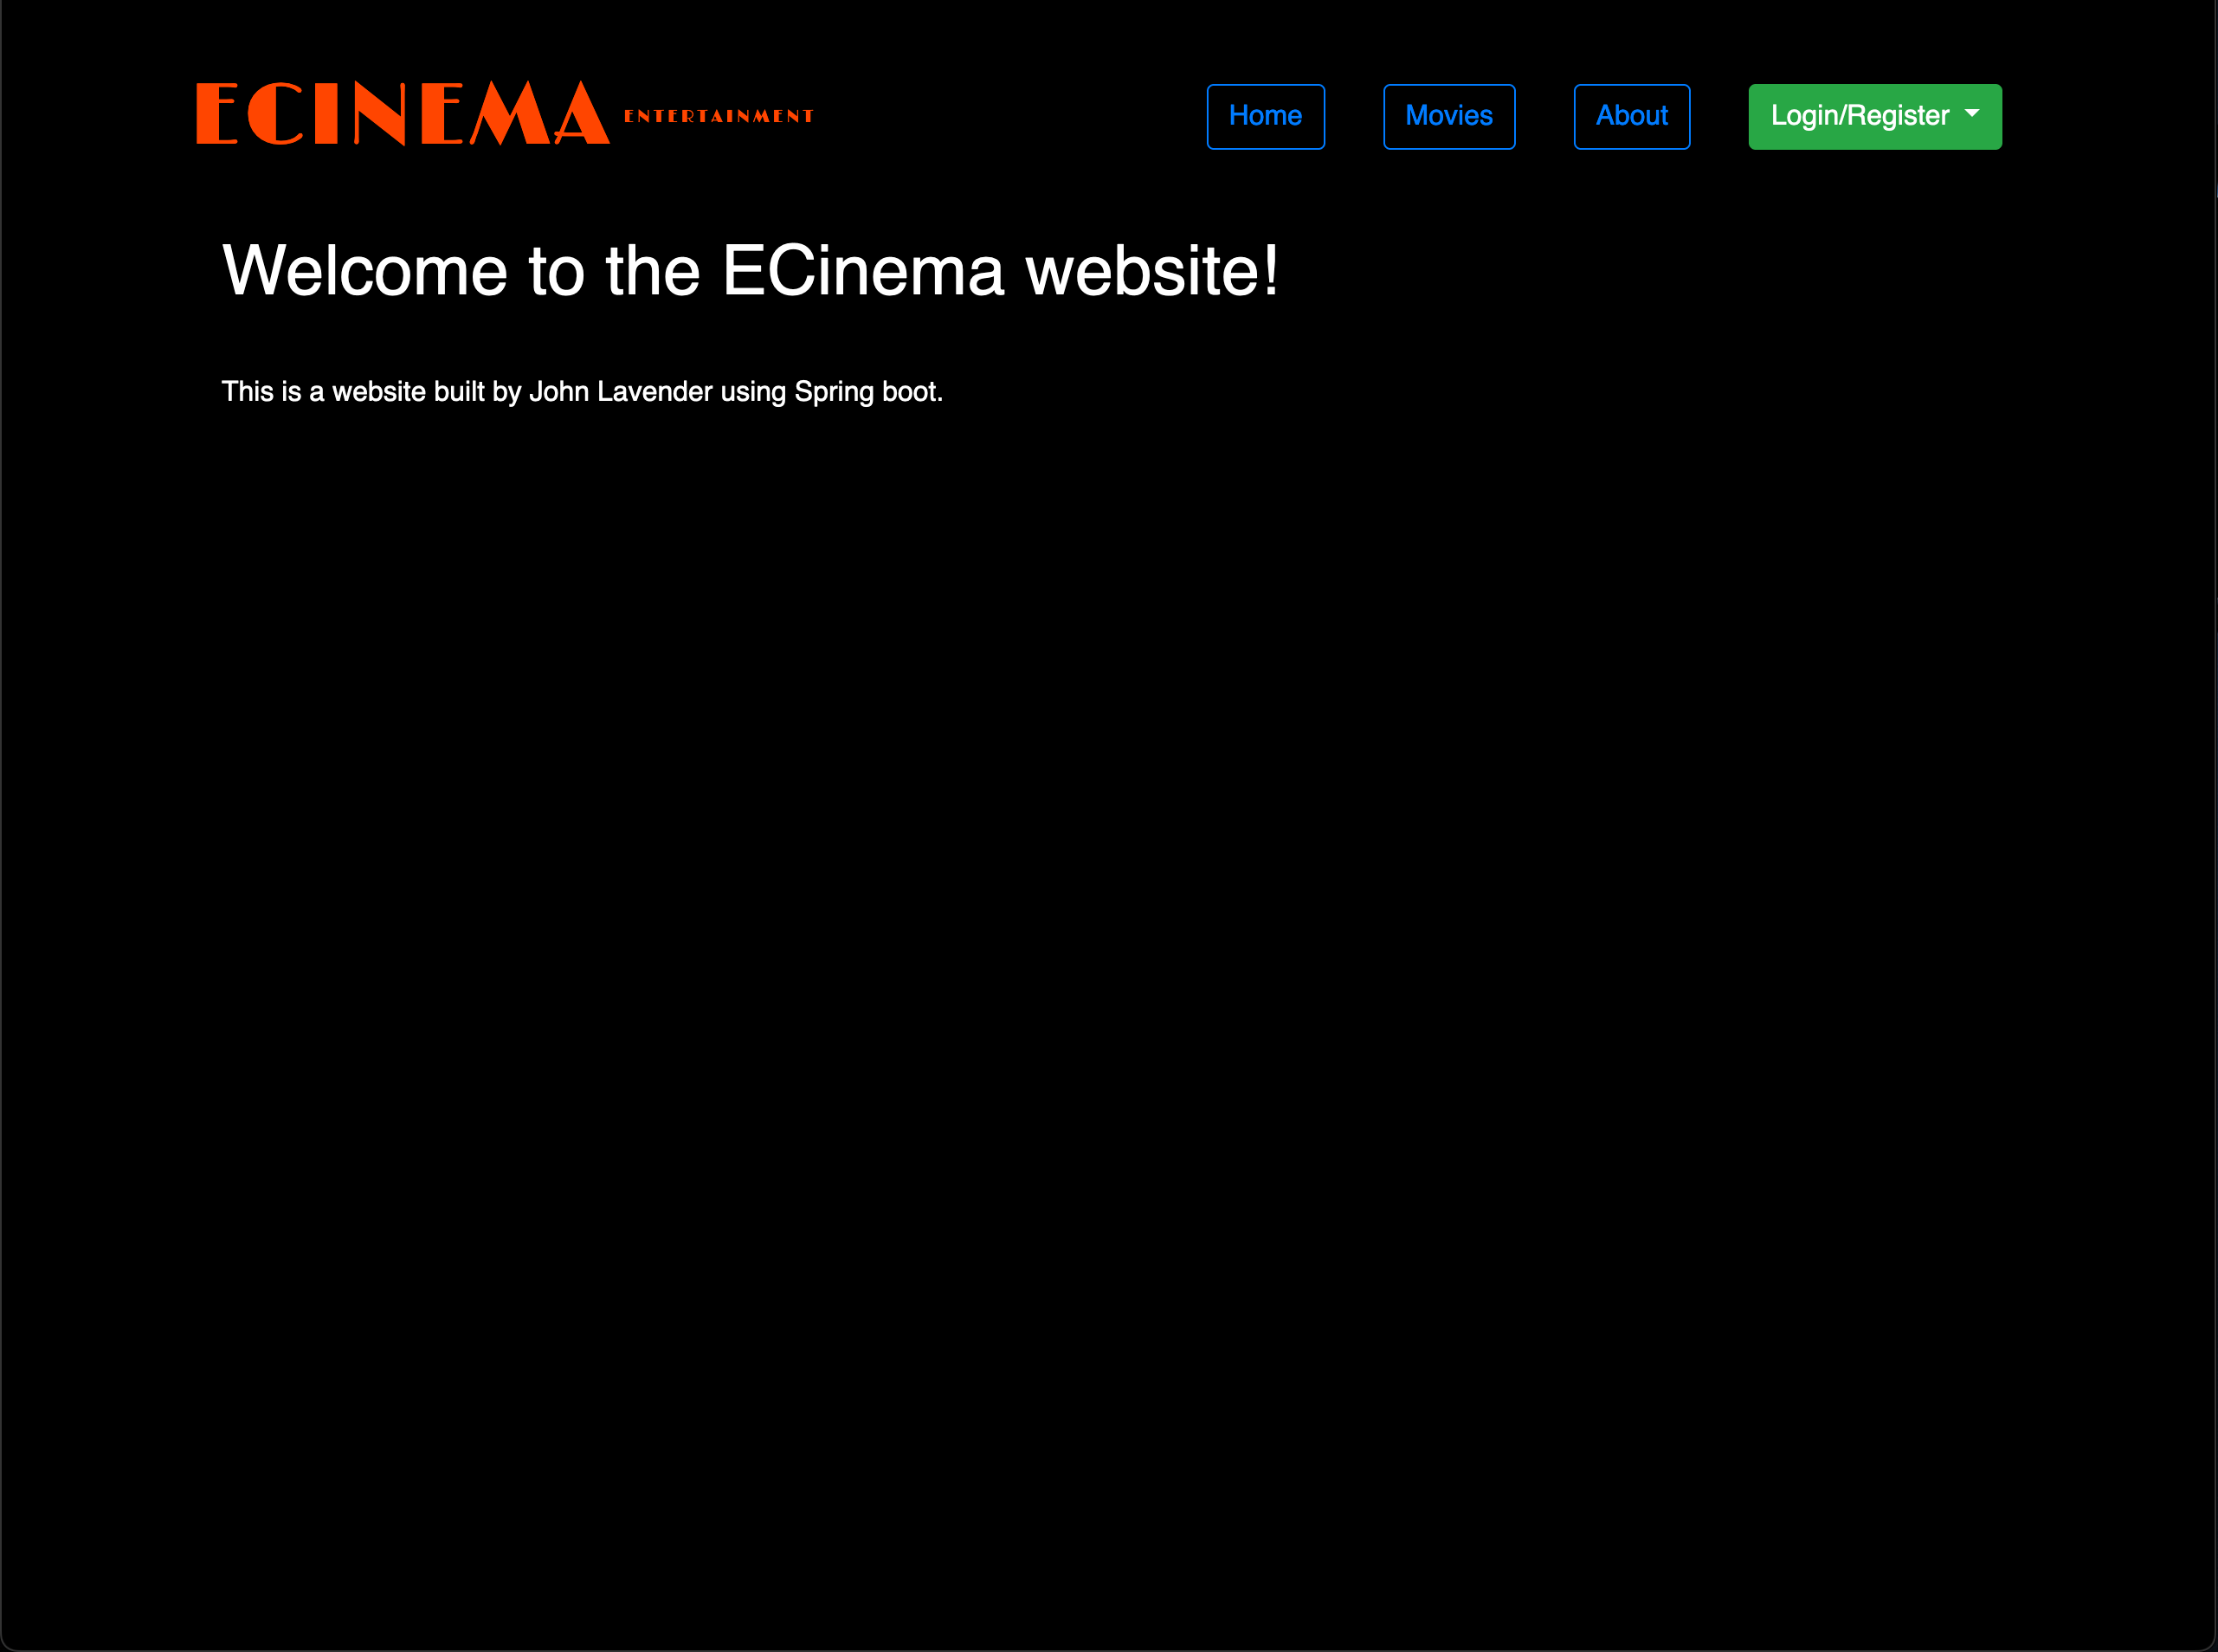 ECINEMA ENTERTAINMENT
Home Movies About Login/Register
Welcome to the ECinema website!
This is a website built by John Lavender using Spring boot.